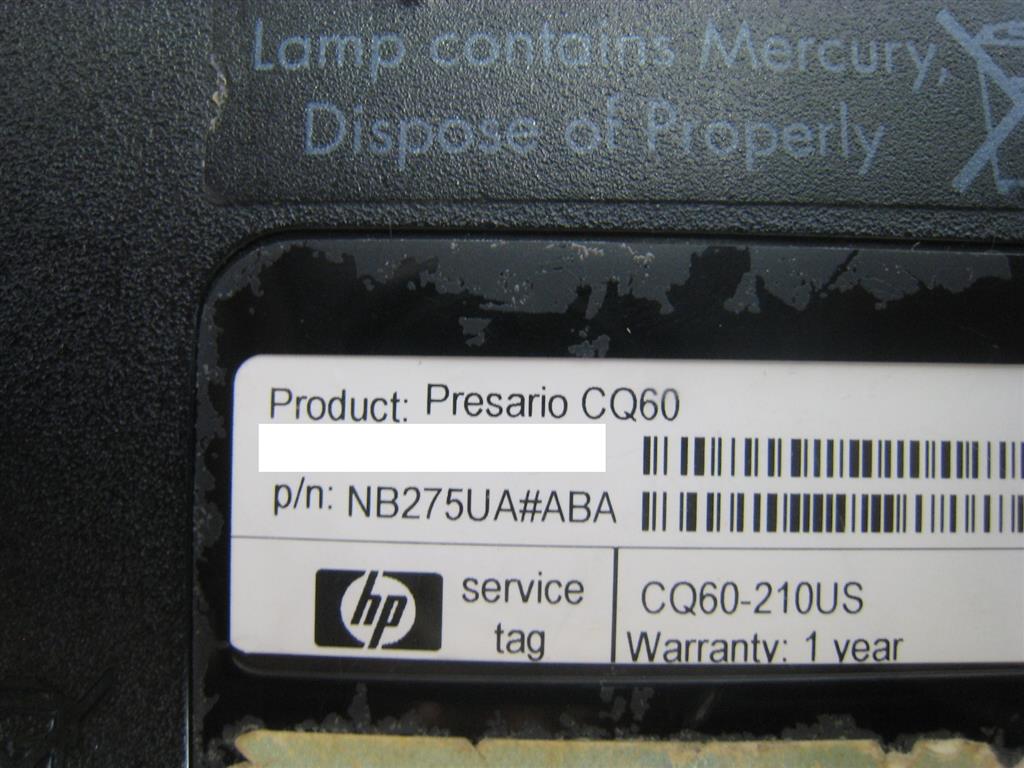 Lamp contains Mercury,
Dispose of Properly
Product: Presario CQ60
p/n: NB275UA#ABA
hp
service
tag
CQ60-210US
Warranty: 1 year